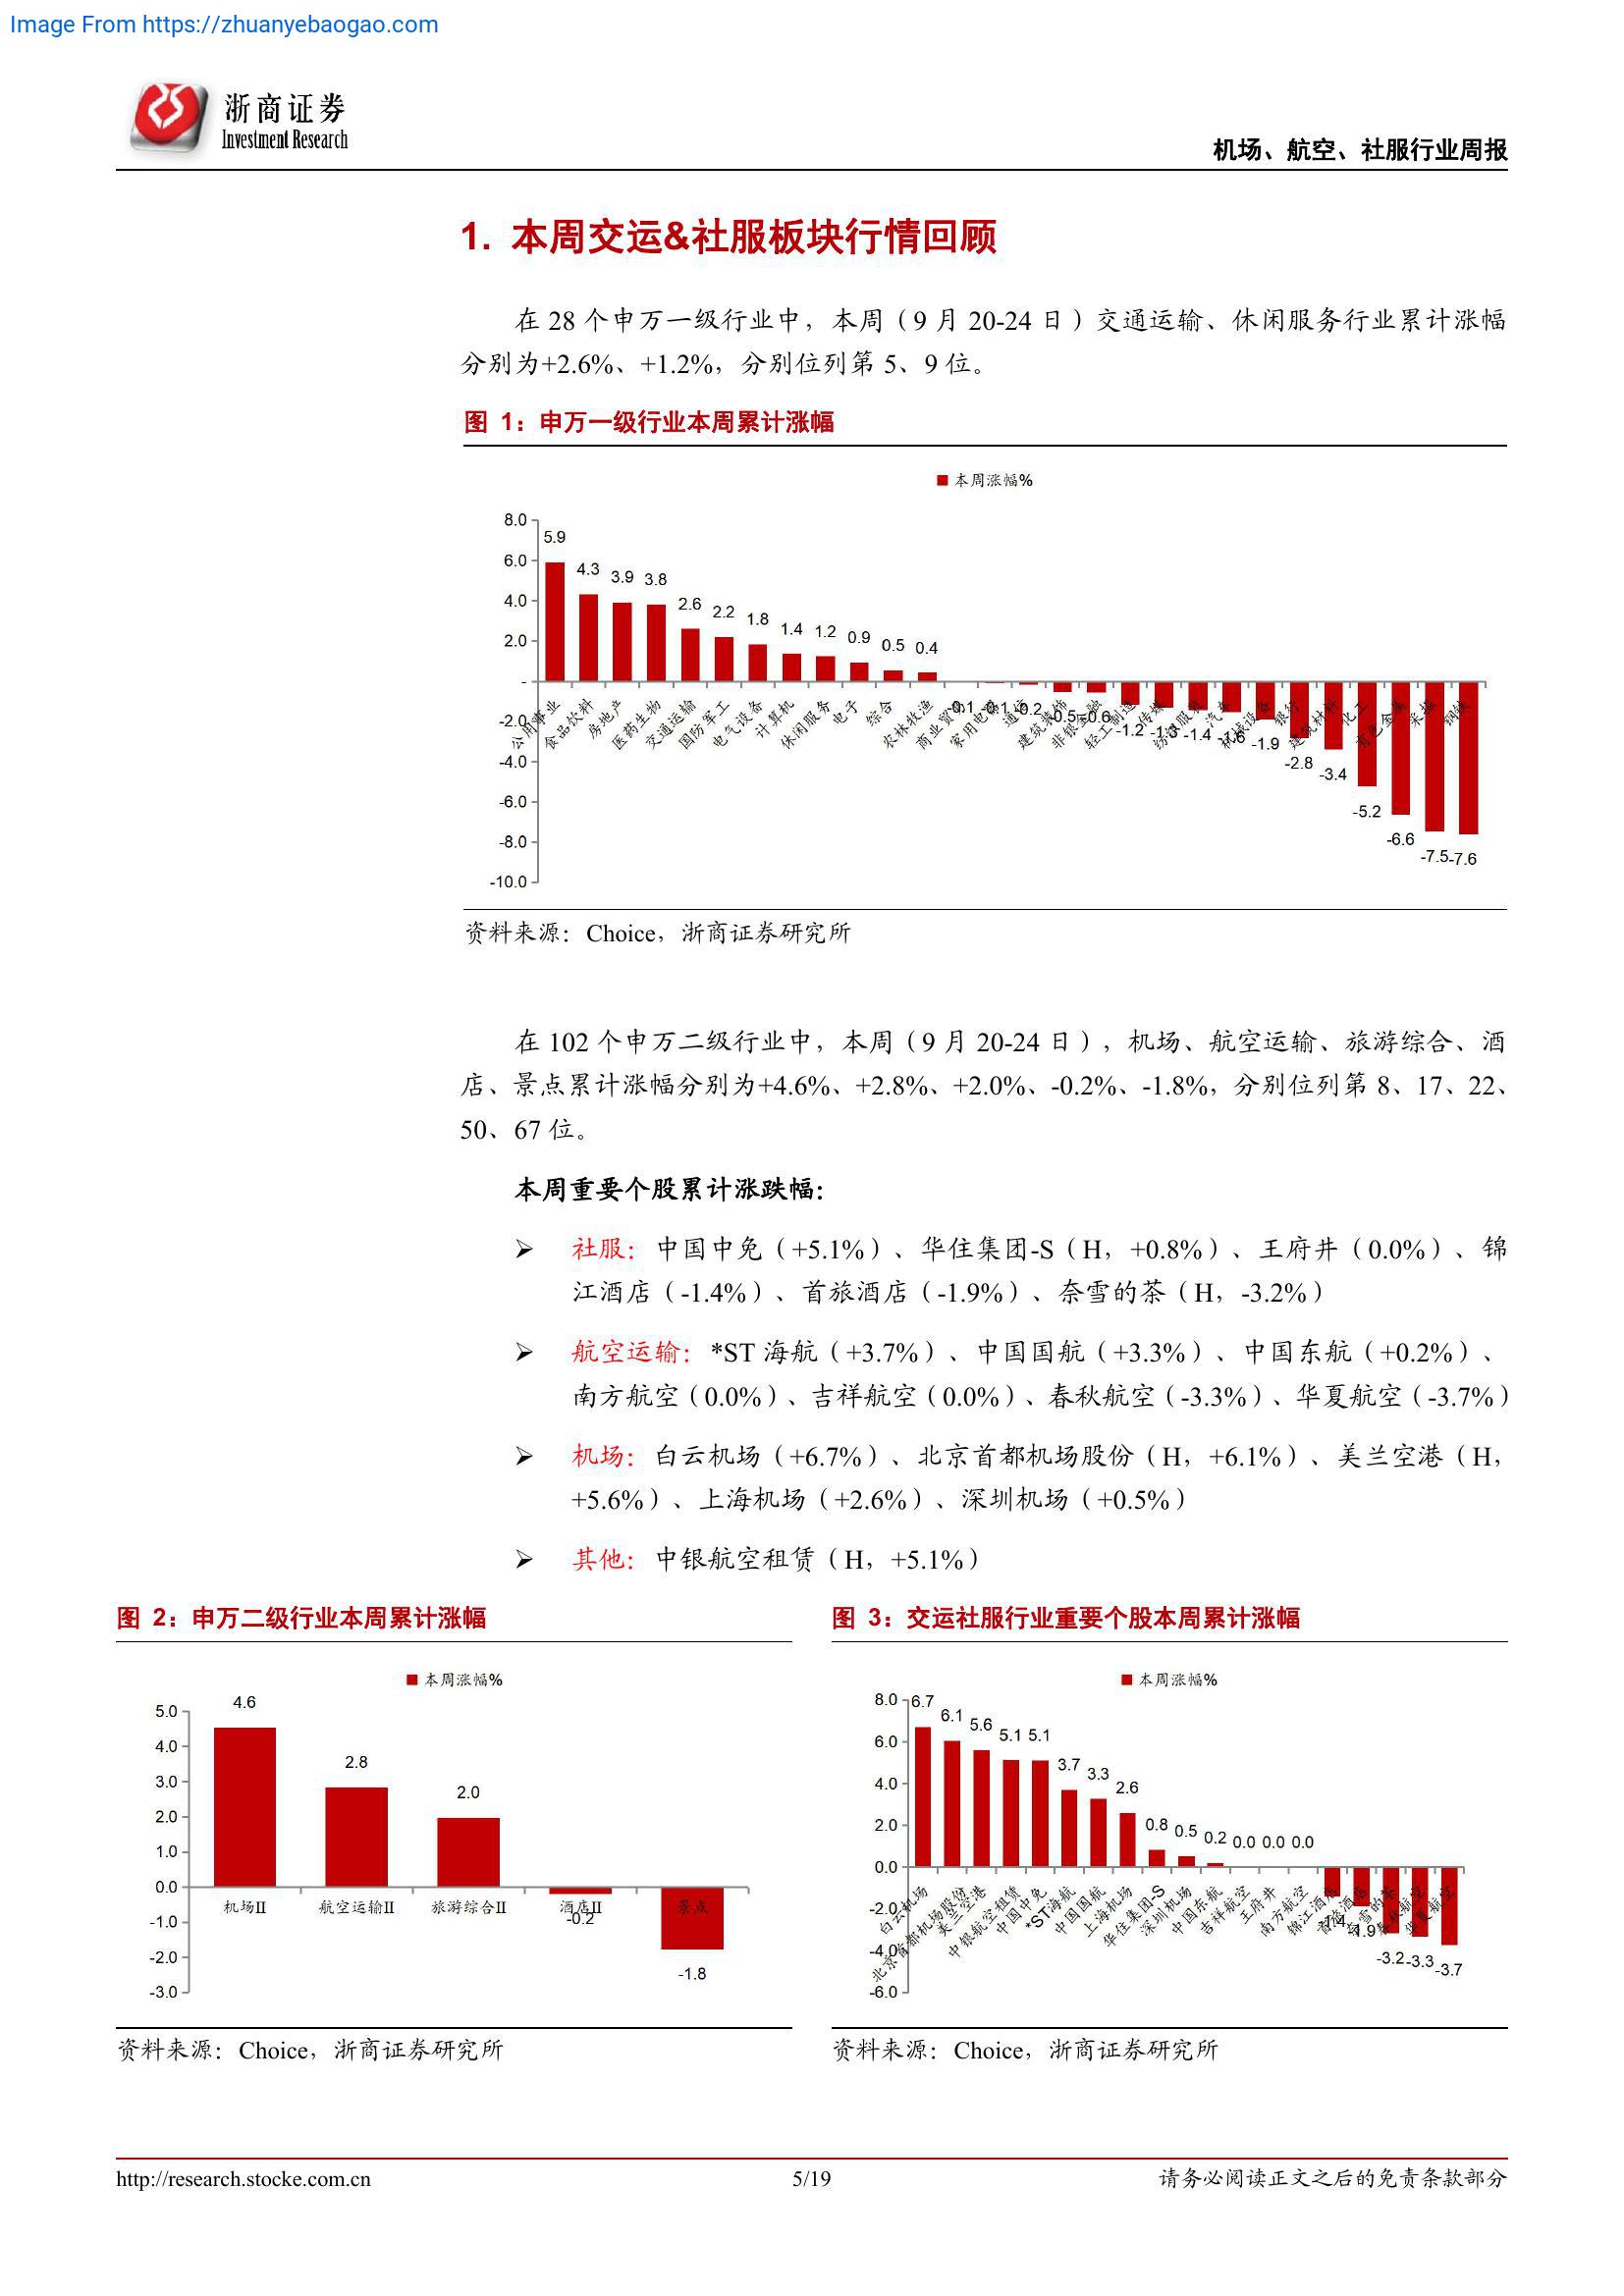 Image From https://zhuanyebaogao.com
浙商证券
Investment Research
机场、航空、社服行业周报
1. 本周交运&社服板块行情回顾
在 28 个申万一级行业中，本周（9 月 20-24 日）交通运输、休闲服务行业累计涨幅
分别为+2.6%、+1.2%，分别位列第 5、9 位。
图 1：申万一级行业本周累计涨幅
本周涨幅%
8.0
6.0
4.0
2.0
-
-2.0
-4.0
-6.0
-8.0
-10.0
5.9 4.3 3.9 3.8 2.6 2.2 1.8 1.4 1.2 0.9 0.5 0.4
-0.1 -0.1 -0.2 -0.5 -0.6 -1.2 -1.3 -1.4 -1.6 -1.9 -2.8 -3.4 -5.2 -6.6 -7.5 -7.6
公用事业 食品饮料 房地产 医药生物 交通运输 国防军工 电气设备 计算机 休闲服务 电子 综合 农林牧渔 商业贸易 家用电器 通信 建筑装饰 非银金融 轻工制造 传媒 纺织服装 汽车 机械设备 银行 建筑材料 化工 有色金属 采掘 钢铁
资料来源：Choice，浙商证券研究所
在 102 个申万二级行业中，本周（9 月 20-24 日），机场、航空运输、旅游综合、酒
店、景点累计涨幅分别为+4.6%、+2.8%、+2.0%、-0.2%、-1.8%，分别位列第 8、17、22、
50、67 位。
本周重要个股累计涨跌幅：
➢ 社服：中国中免（+5.1%）、华住集团-S（H，+0.8%）、王府井（0.0%）、锦
江酒店（-1.4%）、首旅酒店（-1.9%）、奈雪的茶（H，-3.2%）
➢ 航空运输：*ST 海航（+3.7%）、中国国航（+3.3%）、中国东航（+0.2%）、
南方航空（0.0%）、吉祥航空（0.0%）、春秋航空（-3.3%）、华夏航空（-3.7%）
➢ 机场：白云机场（+6.7%）、北京首都机场股份（H，+6.1%）、美兰空港（H，
+5.6%）、上海机场（+2.6%）、深圳机场（+0.5%）
➢ 其他：中银航空租赁（H，+5.1%）
图 2：申万二级行业本周累计涨幅
本周涨幅%
5.0
4.0
3.0
2.0
1.0
0.0
-1.0
-2.0
-3.0
4.6 2.8 2.0 -0.2 -1.8
机场II 航空运输II 旅游综合II 酒店II 景点
资料来源：Choice，浙商证券研究所
图 3：交运社服行业重要个股本周累计涨幅
本周涨幅%
8.0
6.0
4.0
2.0
0.0
-2.0
-4.0
-6.0
6.7 6.1 5.6 5.1 5.1 3.7 3.3 2.6 0.8 0.5 0.2 0.0 0.0 0.0 -1.4 -1.9 -3.2 -3.3 -3.7
白云机场 北京首都机场股份 美兰空港 中银航空租赁 中国中免 *ST海航 中国国航 上海机场 华住集团-S 深圳机场 中国东航 吉祥航空 王府井 南方航空 锦江酒店 首旅酒店 奈雪的茶 春秋航空 华夏航空
资料来源：Choice，浙商证券研究所
http://research.stocke.com.cn
5/19
请务必阅读正文之后的免责条款部分